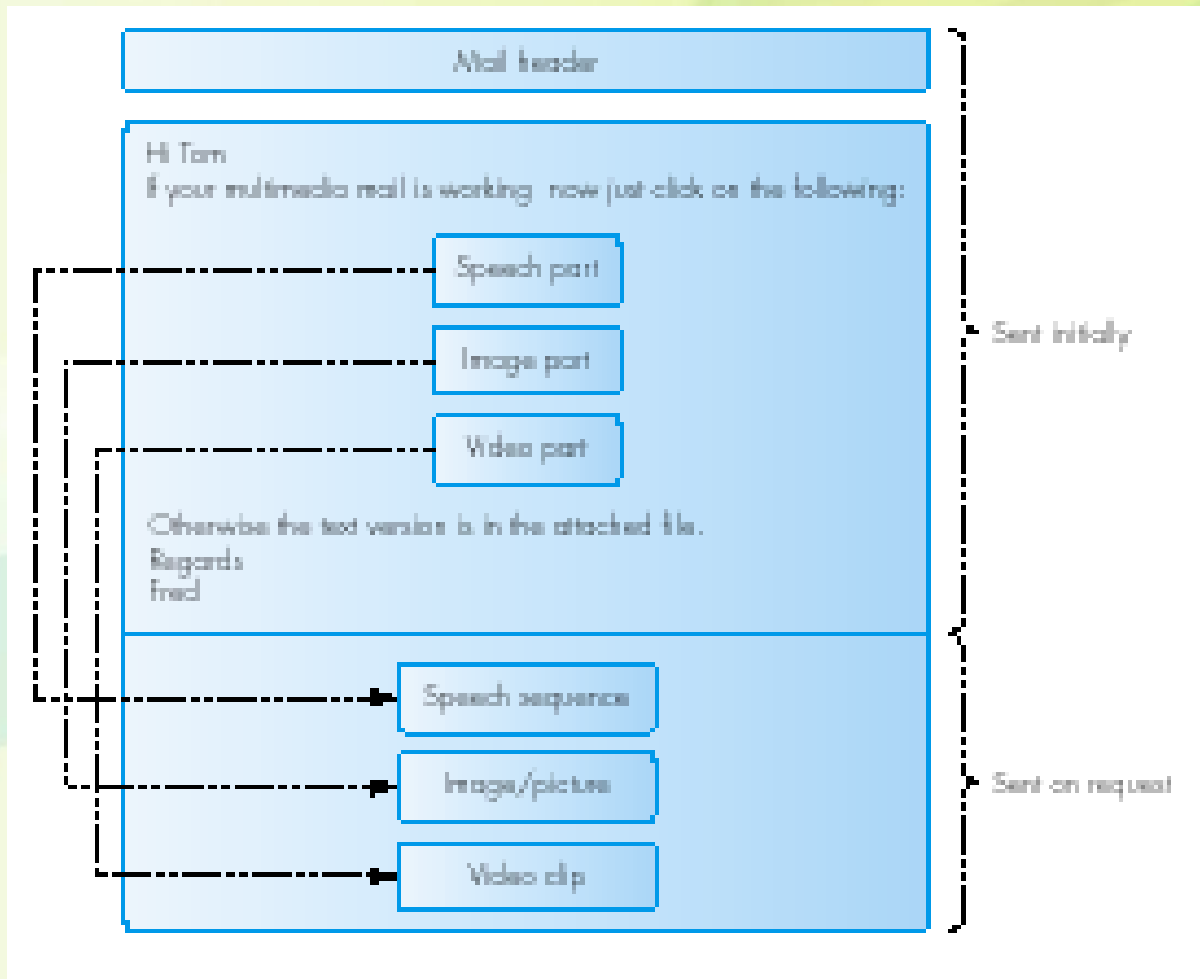 Mail header
Hi Tom
If your multimedia mail is working now just click on the following:
Speech part
Image part
Video part
Sent initially
Otherwise the text version is in the attached file.
Regards
Fred
Speech sequence
Image/picture
Sent on request
Video clip